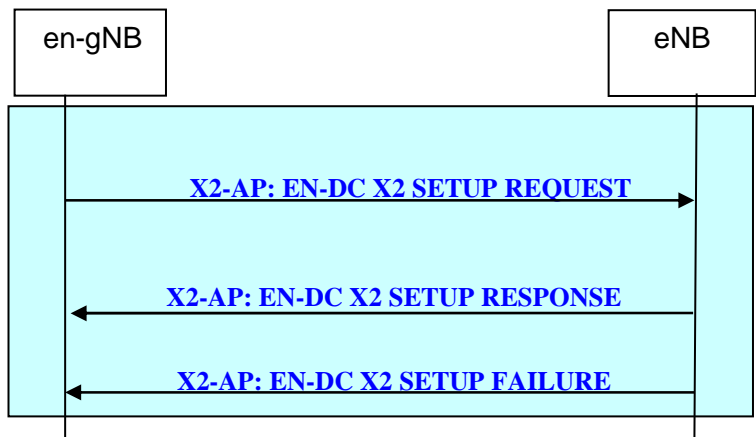 en-gNB
eNB
X2-AP: EN-DC X2 SETUP REQUEST
X2-AP: EN-DC X2 SETUP RESPONSE
X2-AP: EN-DC X2 SETUP FAILURE